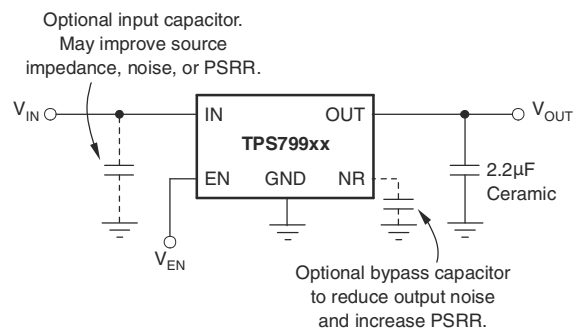 Optional input capacitor.
May improve source
impedance, noise, or PSRR.
V_IN
IN
OUT
V_OUT
TPS799xx
EN
GND
NR
2.2µF
Ceramic
V_EN
Optional bypass capacitor
to reduce output noise
and increase PSRR.